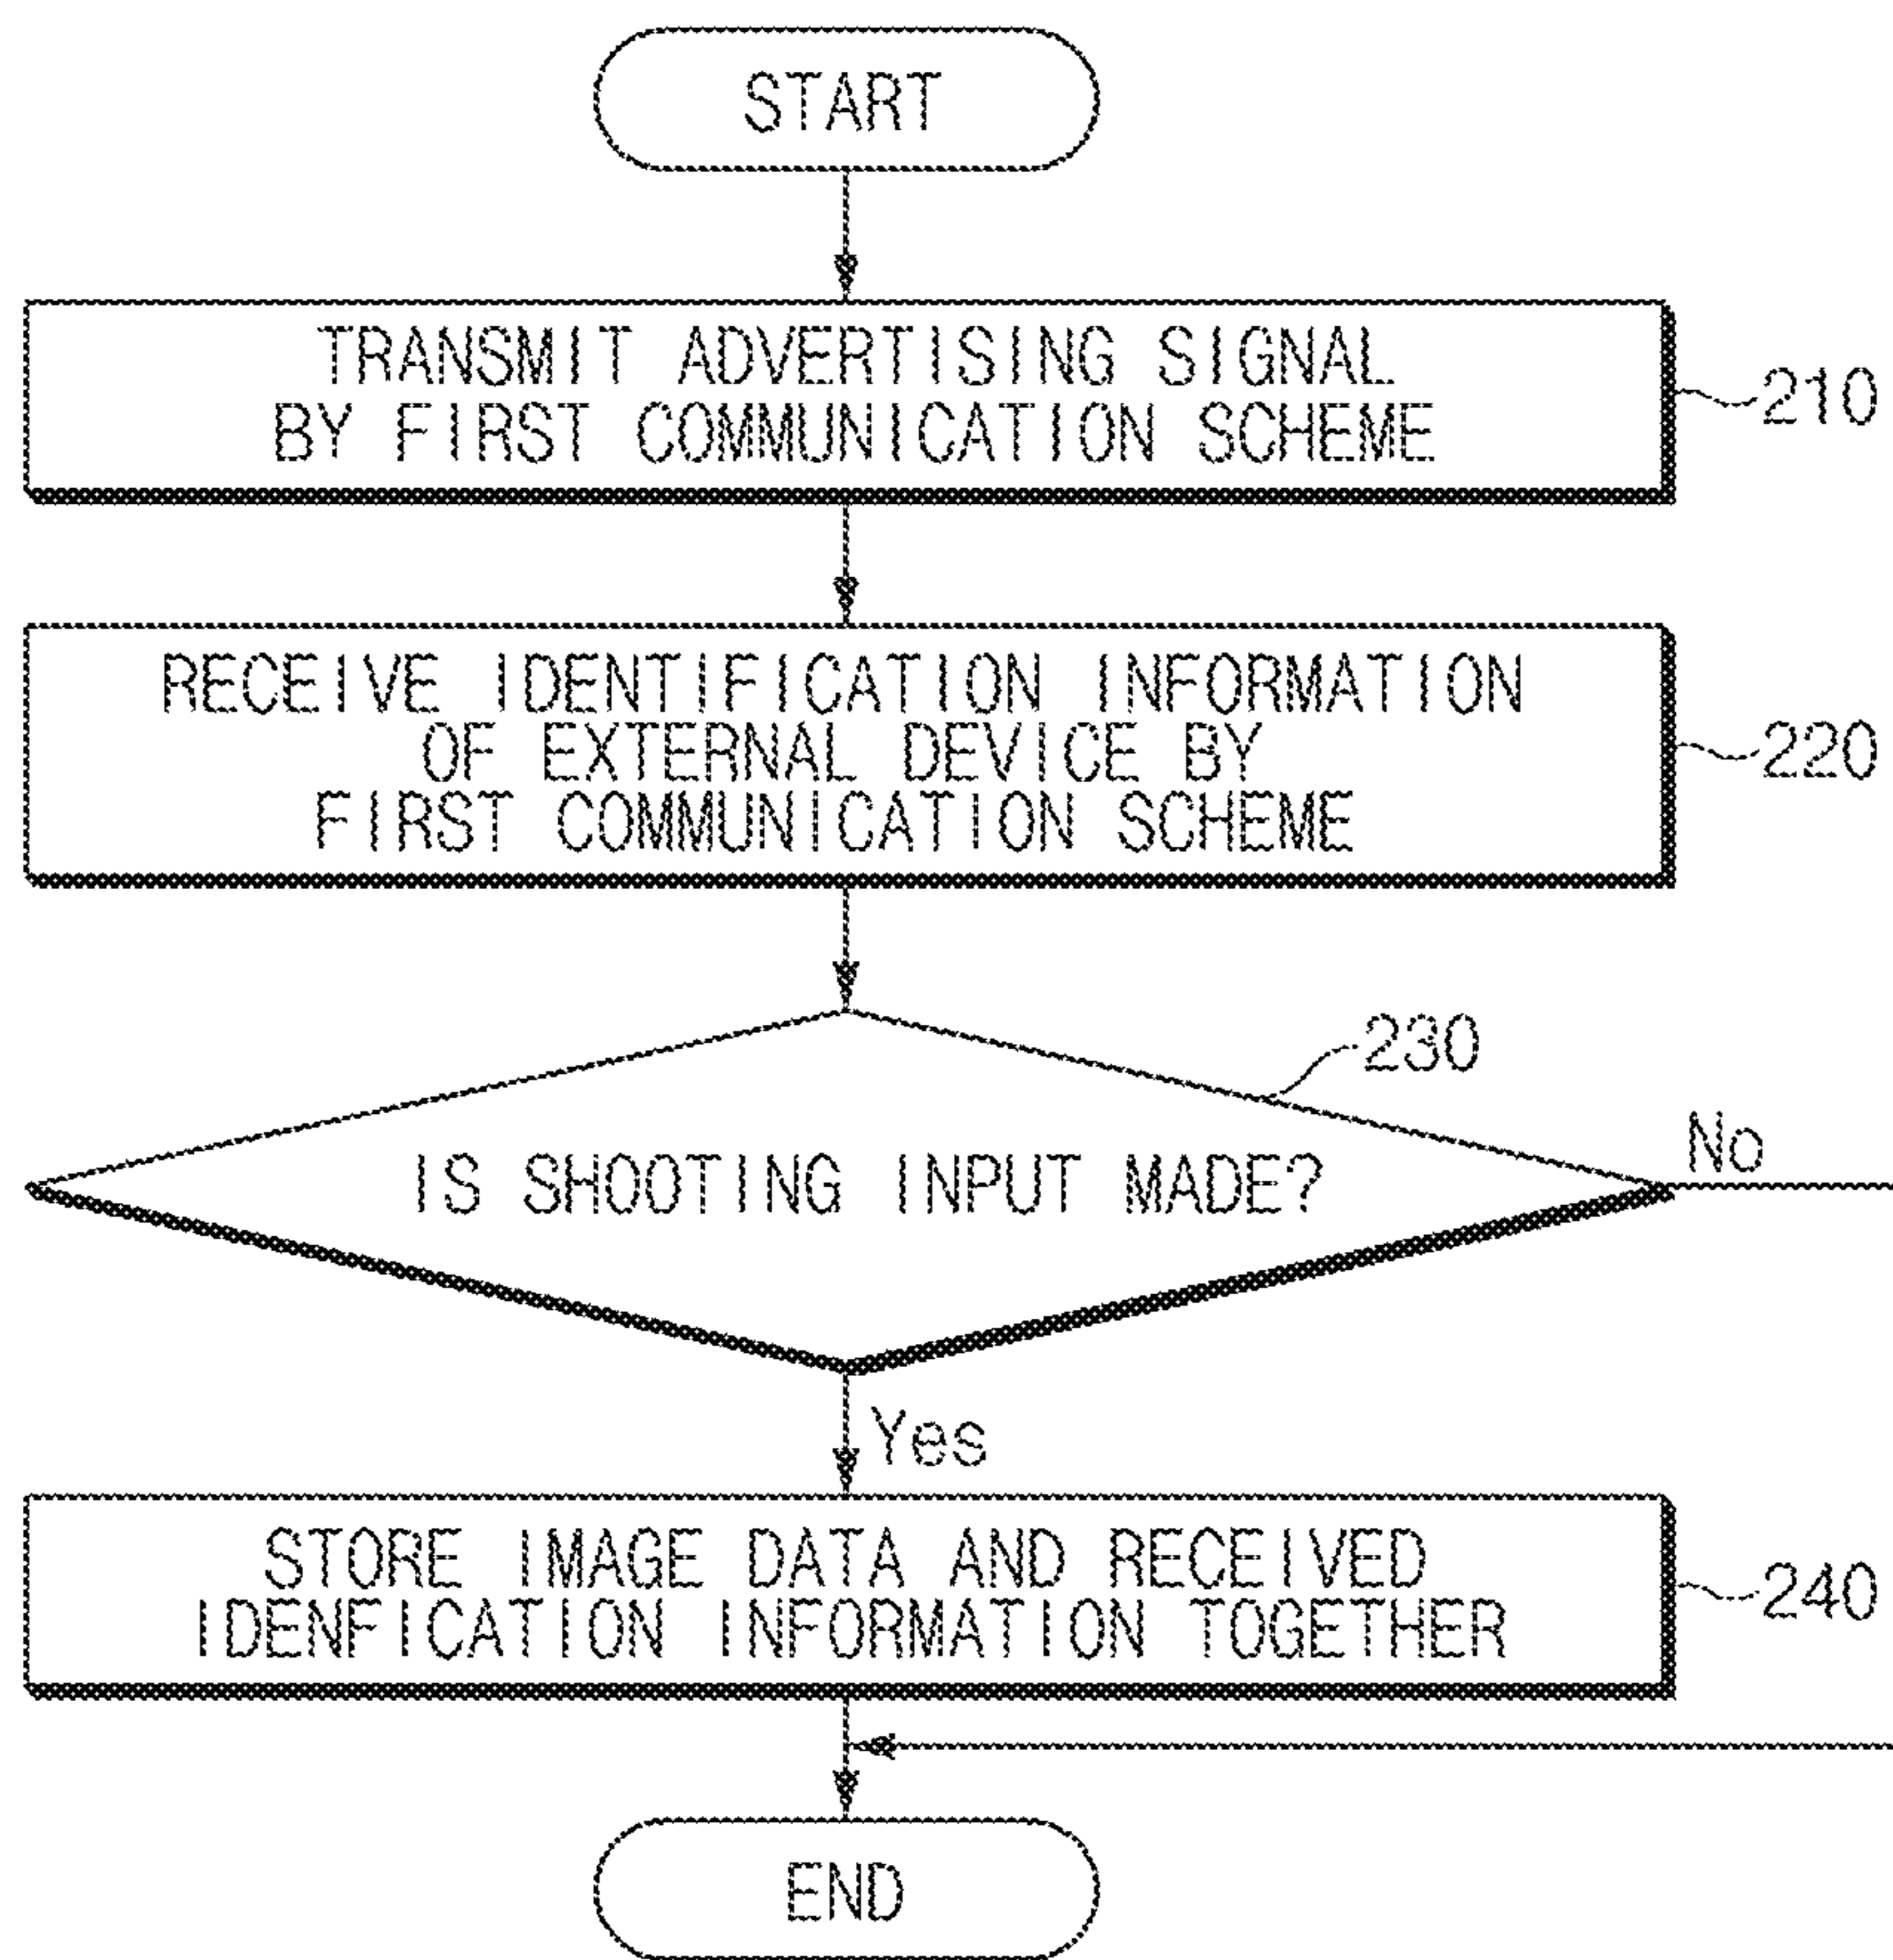 START
TRANSMIT ADVERTISING SIGNAL
BY FIRST COMMUNICATION SCHEME
210
RECEIVE IDENTIFICATION INFORMATION
OF EXTERNAL DEVICE BY
FIRST COMMUNICATION SCHEME
220
230
IS SHOOTING INPUT MADE?
No
Yes
STORE IMAGE DATA AND RECEIVED
IDENFICATION INFORMATION TOGETHER
240
END